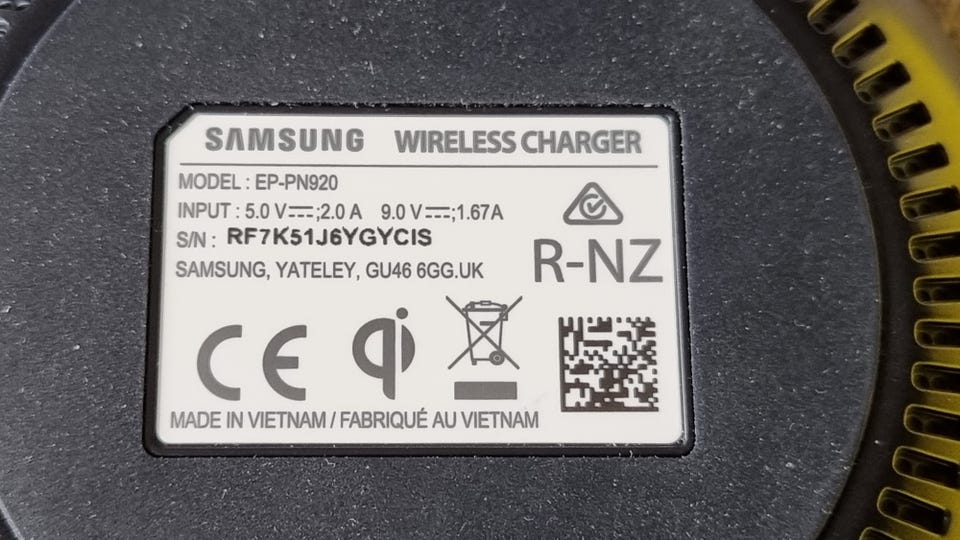 SAMSUNG WIRELESS CHARGER
MODEL : EP-PN920
INPUT : 5.0 V⎓;2.0 A 9.0 V⎓;1.67A
S/N : RF7K51J6YGYCIS
SAMSUNG, YATELEY, GU46 6GG.UK
R-NZ
CE qi
MADE IN VIETNAM / FABRIQUÉ AU VIETNAM